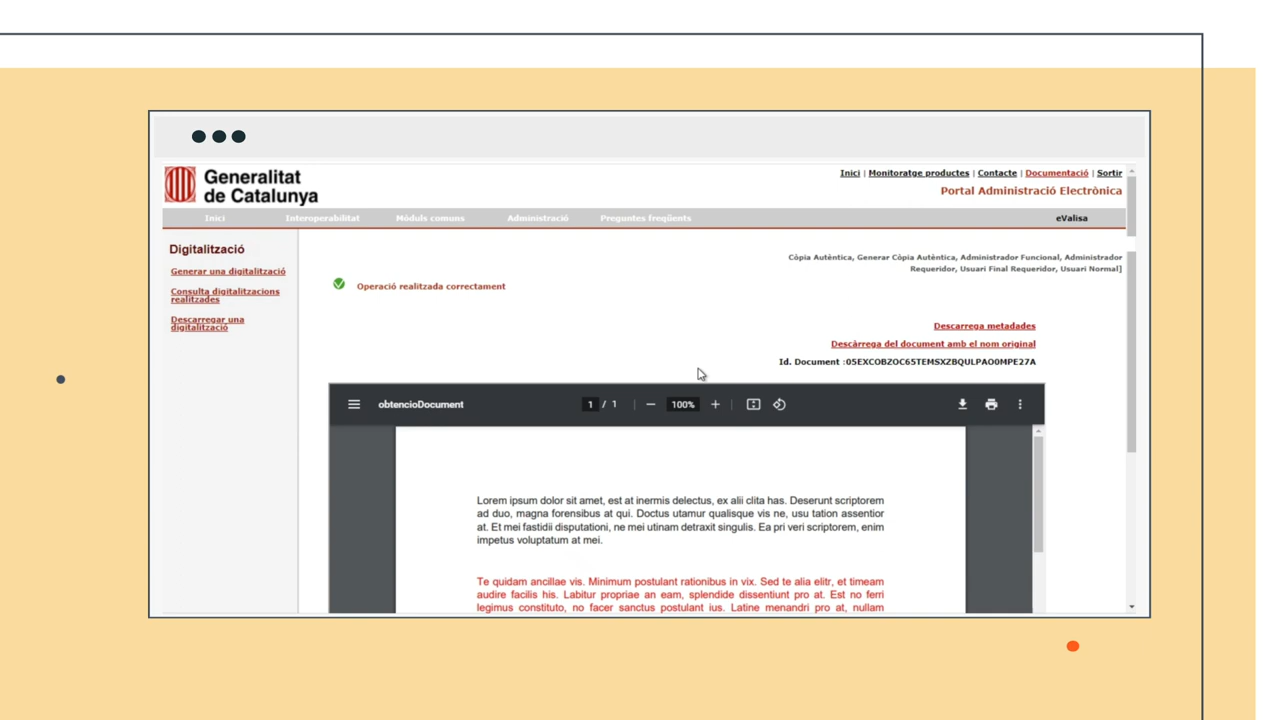 Generalitat
de Catalunya
Inici | Monitoratge productes | Contacte | Documentació | Sortir
Portal Administració Electrònica
Inici Interoperabilitat Mòduls comuns Administració Preguntes freqüents eValisa
Digitalització
Generar una digitalització
Consulta digitalitzacions
realitzades
Descarregar una
digitalització
Còpia Autèntica, Generar Còpia Autèntica, Administrador Funcional, Administrador
Requeridor, Usuari Final Requeridor, Usuari Normal]
Operació realitzada correctament
Descarrega metadades
Descàrrega del document amb el nom original
Id. Document :05EXCOBZOC65TEMSXZBQULPAO0MPE27A
obtencioDocument 1 / 1 100%
Lorem ipsum dolor sit amet, est at inermis delectus, ex alii clita has. Deserunt scriptorem
ad duo, magna forensibus at qui. Doctus utamur qualisque vis ne, usu tation assentior
at. Et mei fastidii disputationi, ne mei utinam detraxit singulis. Ea pri veri scriptorem, enim
impetus voluptatum at mei.
Te quidam ancillae vis. Minimum postulant rationibus in vix. Sed te alia elitr, et timeam
audire facilis his. Labitur propriae an eam, splendide dissentiunt pro at. Est no ferri
legimus constituto, no facer sanctus postulant ius. Latine menandri pro at, nullam